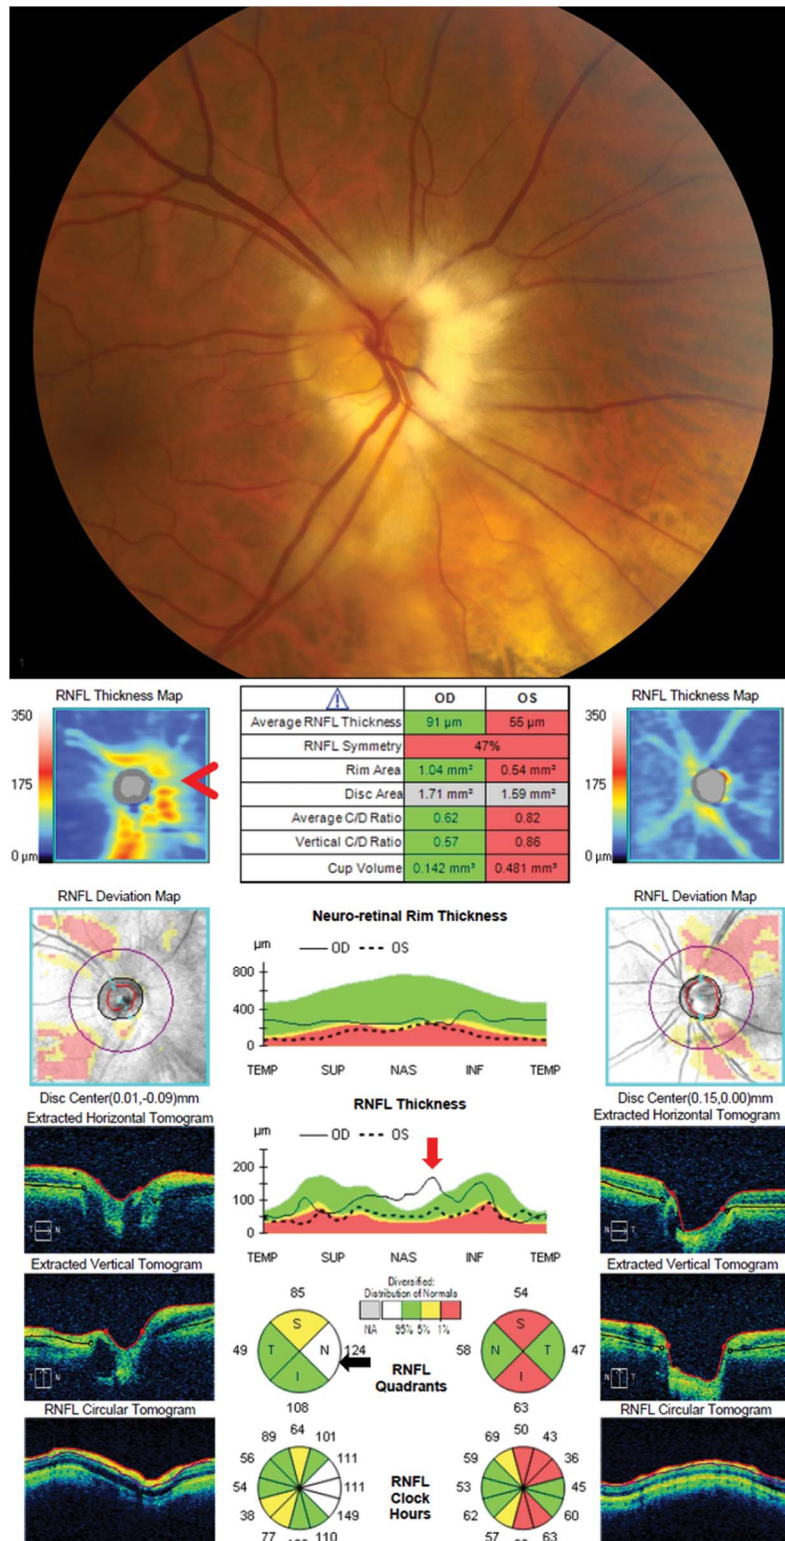 1
RNFL Thickness Map
350
175
0 µm
OD OS
Average RNFL Thickness 91 µm 55 µm
RNFL Symmetry 47%
Rim Area 1.04 mm² 0.54 mm²
Disc Area 1.71 mm² 1.59 mm²
Average C/D Ratio 0.62 0.82
Vertical C/D Ratio 0.57 0.86
Cup Volume 0.142 mm³ 0.481 mm³
RNFL Thickness Map
350
175
0 µm
RNFL Deviation Map
Disc Center(0.01,-0.09)mm
Neuro-retinal Rim Thickness
µm OD OS
800
400
0
TEMP SUP NAS INF TEMP
RNFL Deviation Map
Disc Center(0.15,0.00)mm
Extracted Horizontal Tomogram
T N
RNFL Thickness
µm OD OS
200
100
0
TEMP SUP NAS INF TEMP
Extracted Horizontal Tomogram
N T
Extracted Vertical Tomogram
I N
Diversified:
Distribution of Normals
NA 95% 5% 1%
85
S
49 T N 124
I
108
RNFL
Quadrants
54
S
58 N T 47
I
63
Extracted Vertical Tomogram
RNFL Circular Tomogram
64
89 101
56 111
54 111
38 149
77 110
RNFL
Clock
Hours
50
69 43
59 36
53 45
62 60
57 63
RNFL Circular Tomogram